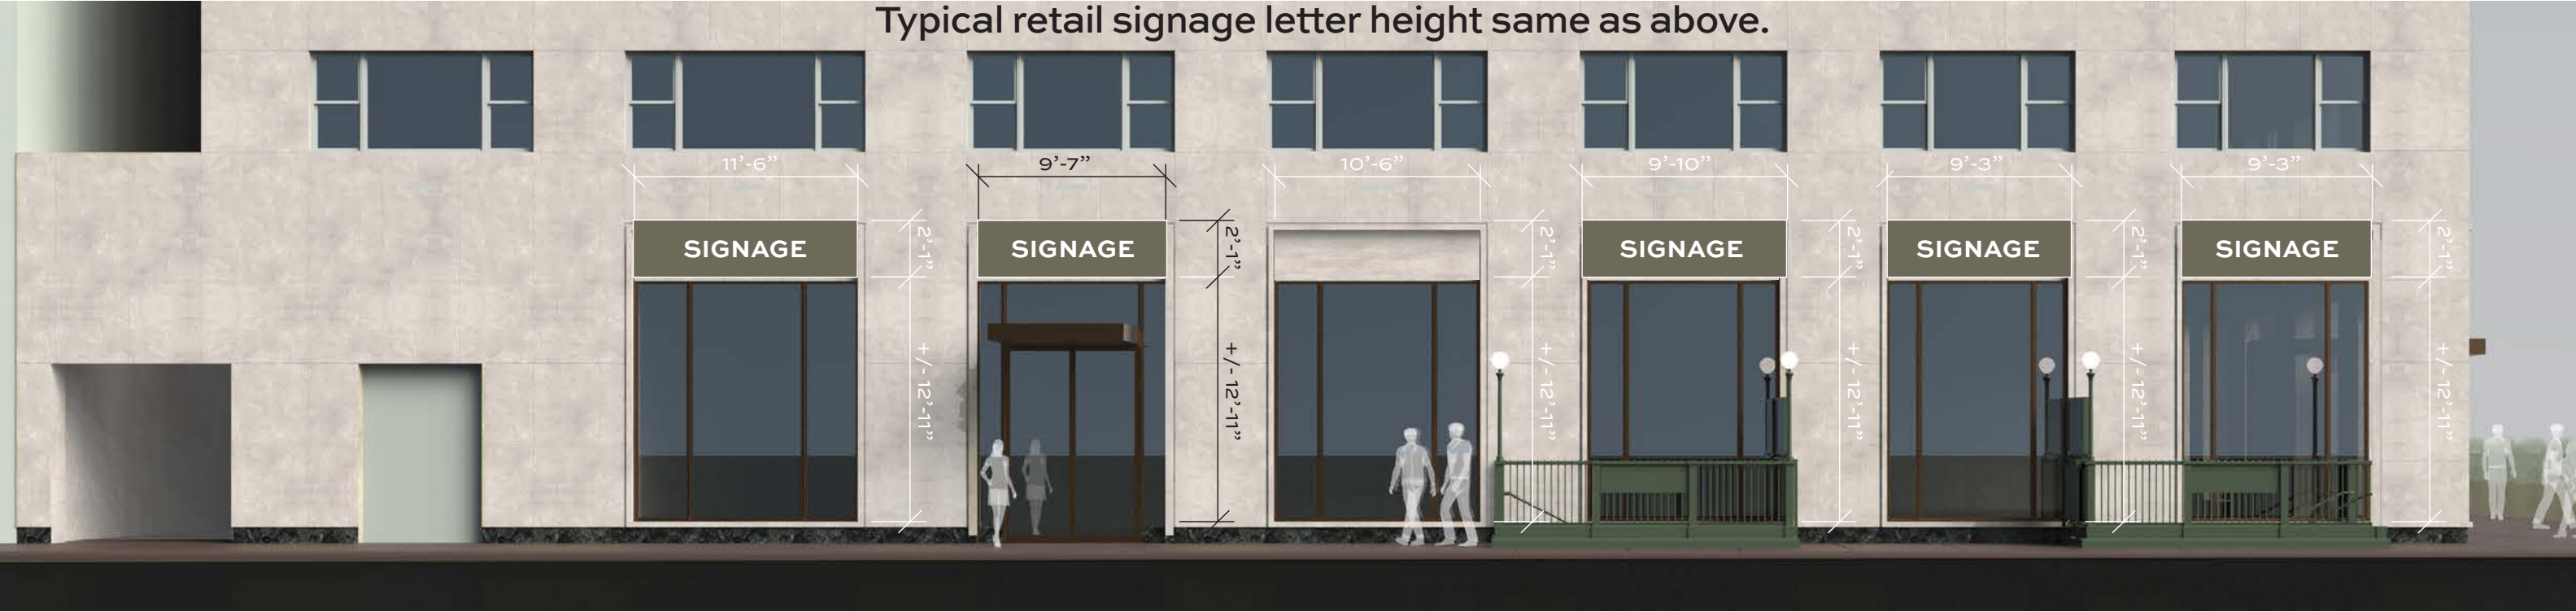 Typical retail signage letter height same as above.
11’-6” 9’-7” 10’-6” 9’-10” 9’-3” 9’-3”
SIGNAGE SIGNAGE SIGNAGE SIGNAGE SIGNAGE
2’-1” 2’-1” 2’-1” 2’-1” 2’-1” 2’-1”
+/- 12’-11” +/- 12’-11” +/- 12’-11” +/- 12’-11” +/- 12’-11” +/- 12’-11”